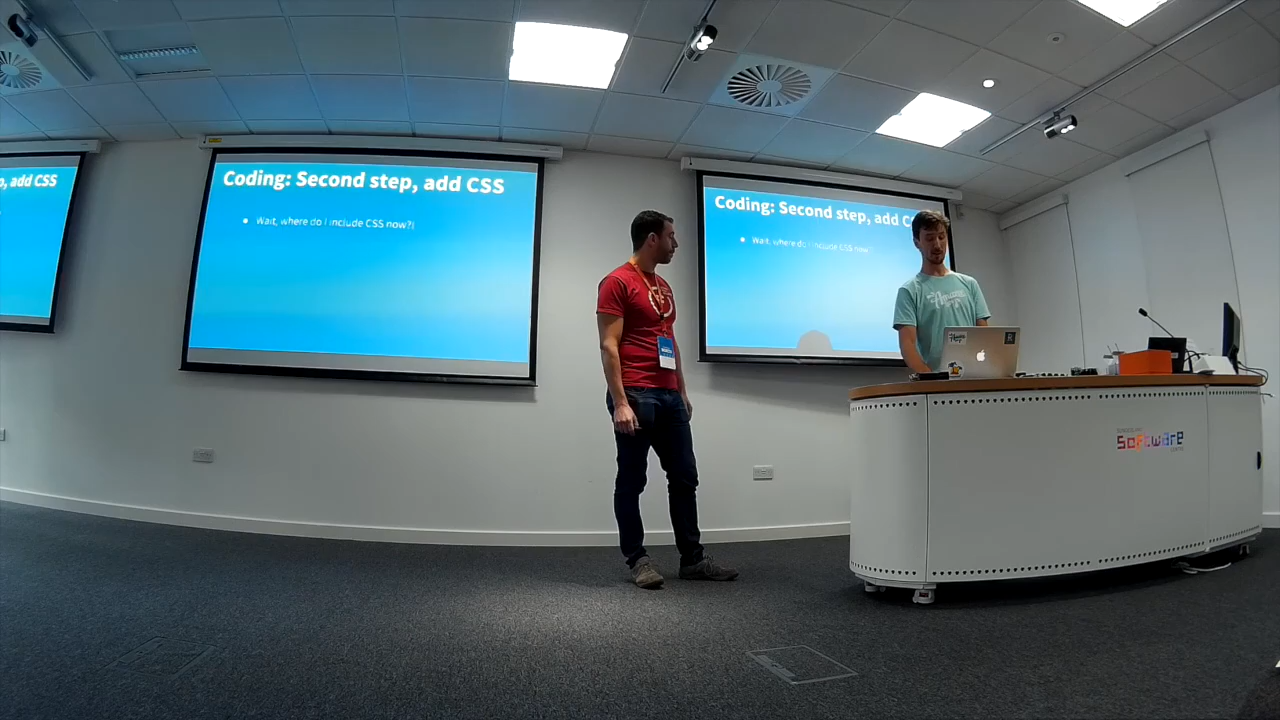 p, add CSS
Coding: Second step, add CSS
Wait, where do I include CSS now?!
Coding: Second step, add C
Wait, where do I include CSS now
Software
CENTRE